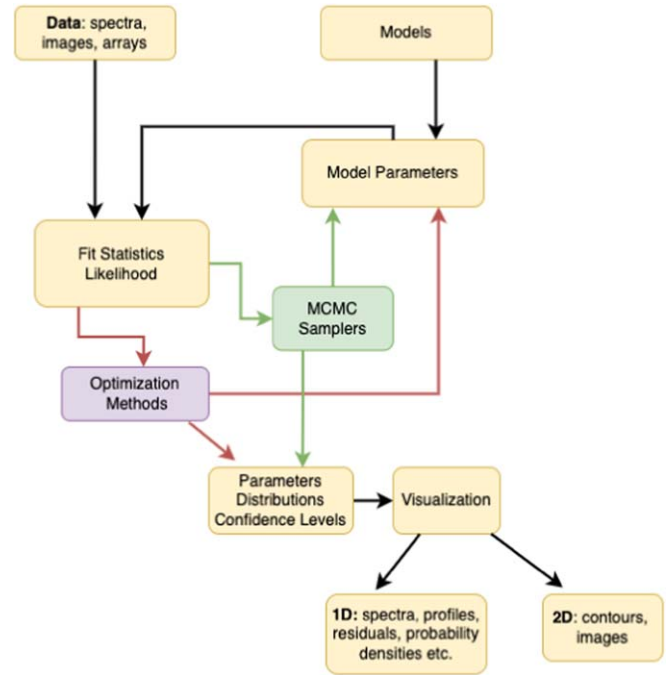 Data: spectra,
images, arrays
Models
Model Parameters
Fit Statistics
Likelihood
MCMC
Samplers
Optimization
Methods
Parameters
Distributions
Confidence Levels
Visualization
1D: spectra, profiles,
residuals, probability
densities etc.
2D: contours,
images